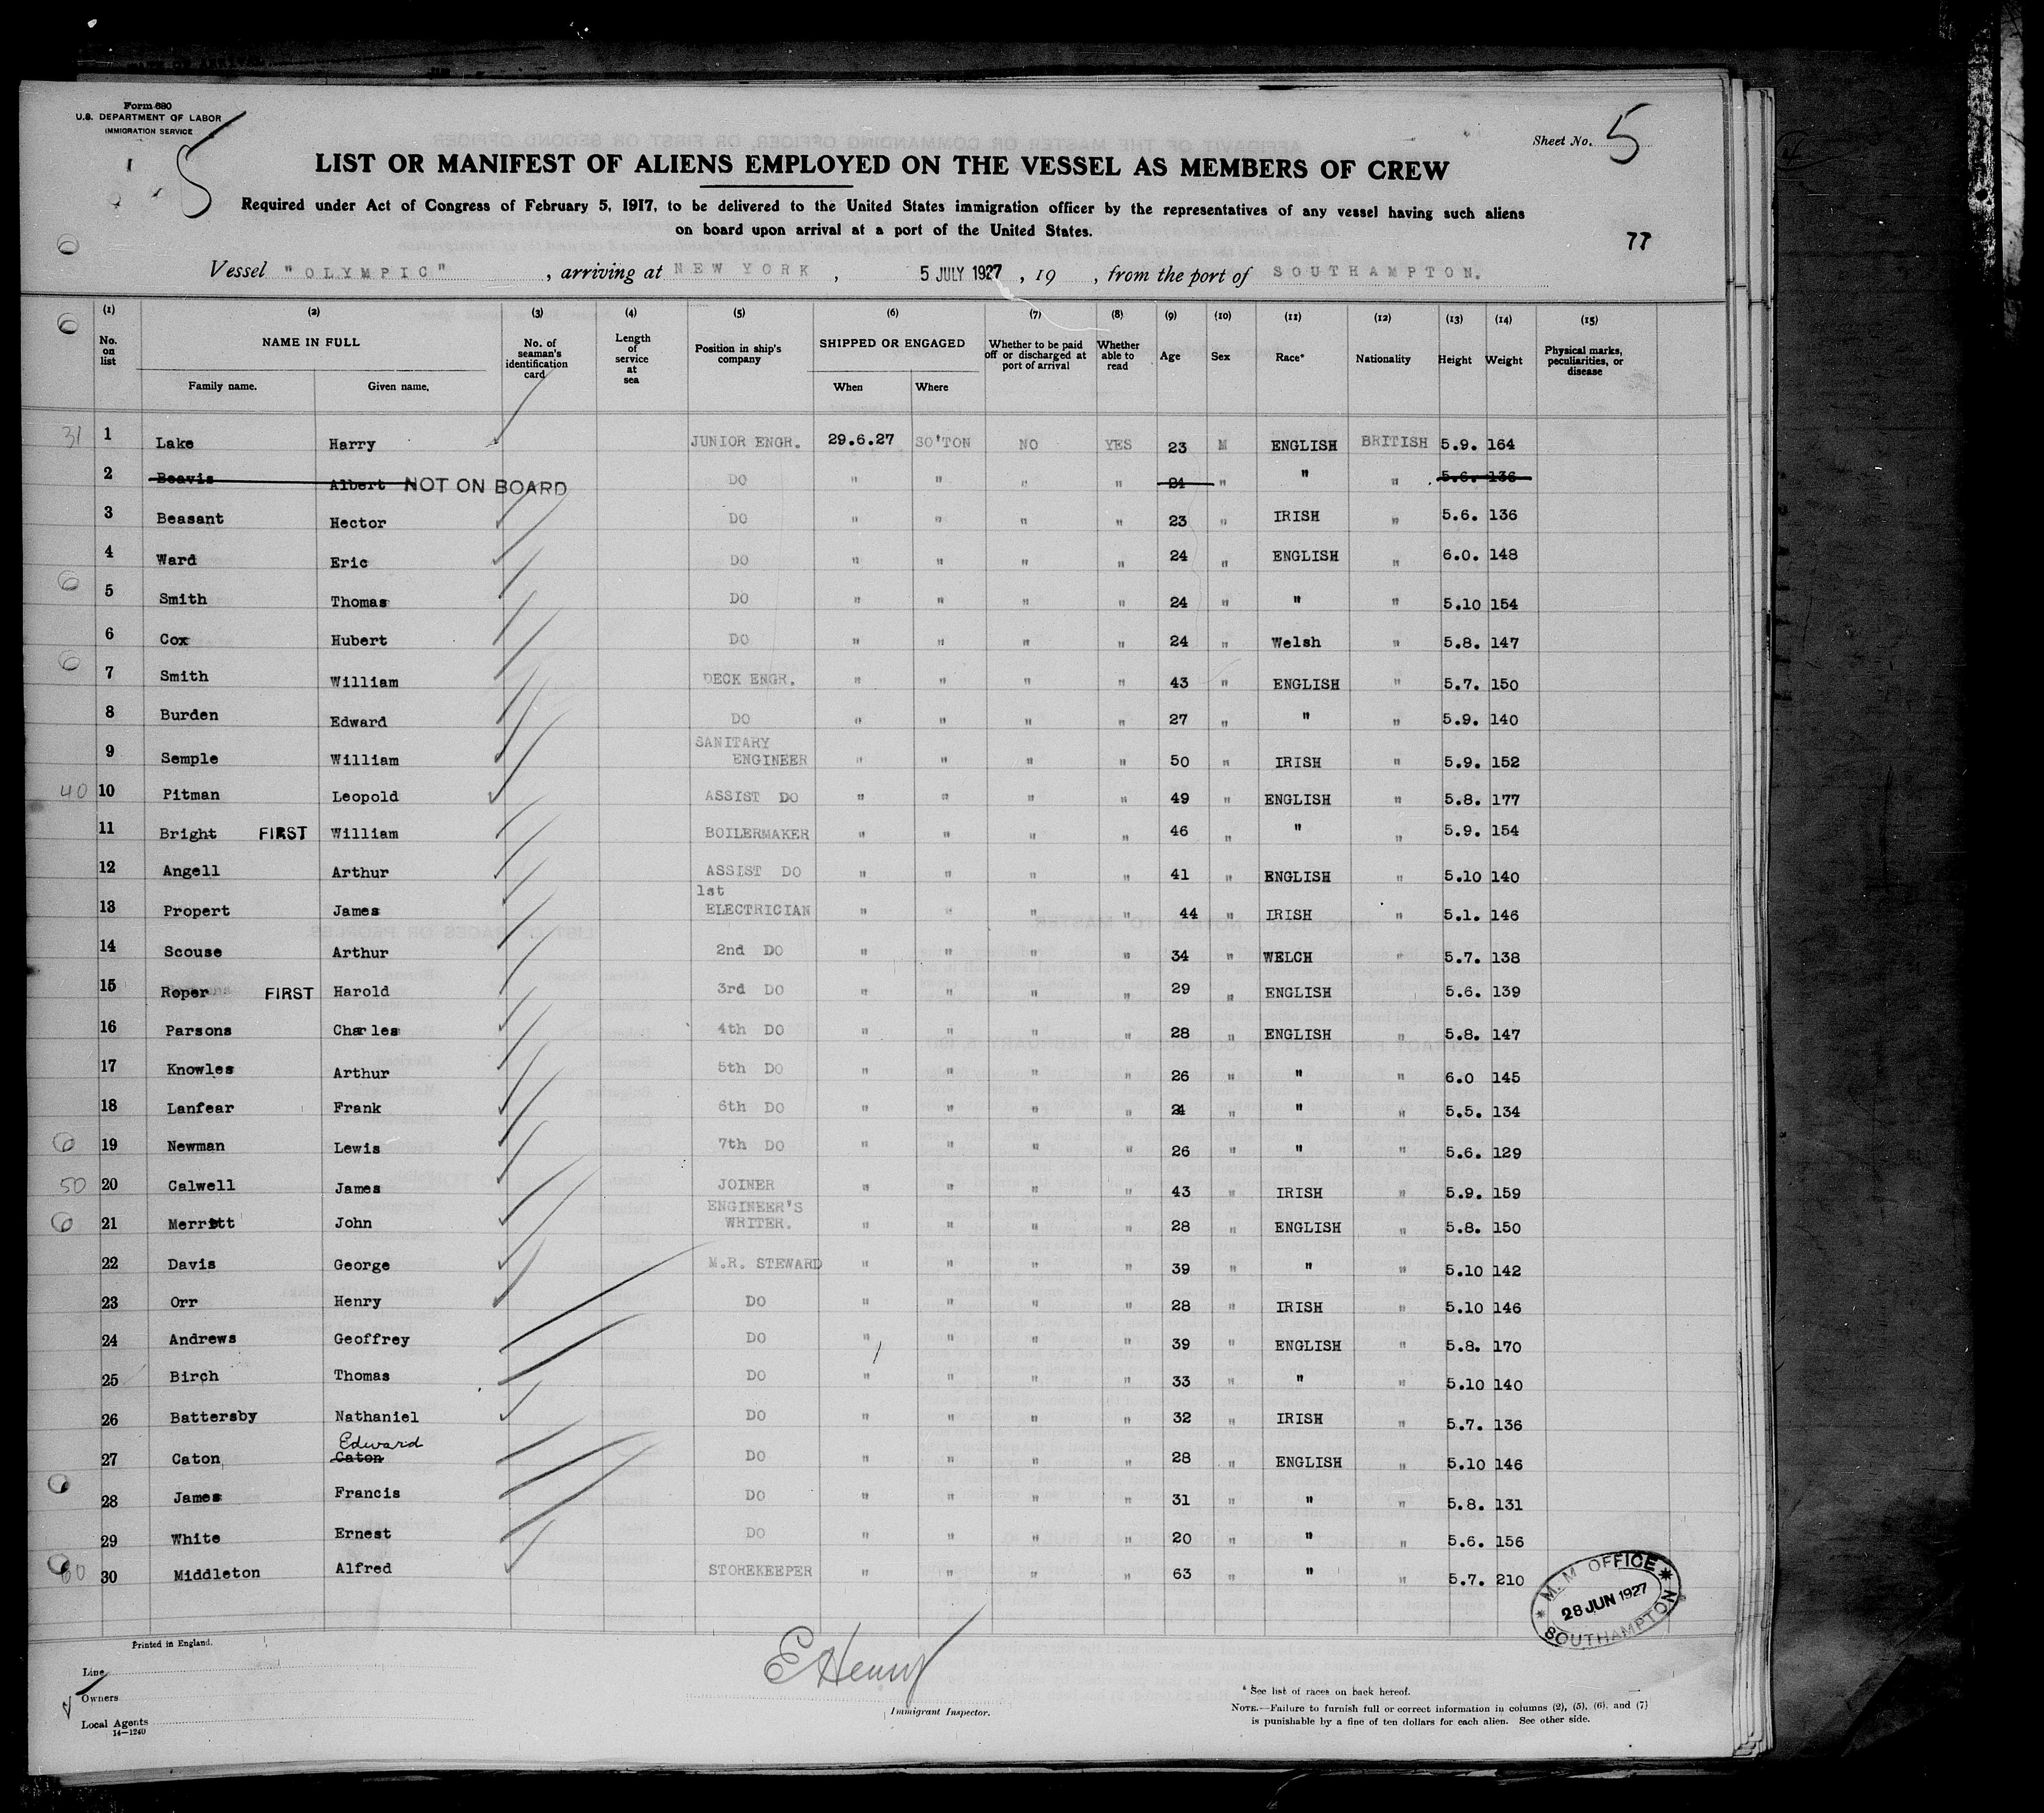 Form 680
U.S. DEPARTMENT OF LABOR
IMMIGRATION SERVICE
5
Sheet No. 5
LIST OR MANIFEST OF ALIENS EMPLOYED ON THE VESSEL AS MEMBERS OF CREW
Required under Act of Congress of February 5, 1917, to be delivered to the United States immigration officer by the representatives of any vessel having such aliens
on board upon arrival at a port of the United States.
77
Vessel "OLYMPIC", arriving at NEW YORK, 5 JULY 1927, 19 , from the port of SOUTHAMPTON.
(1) (2) (3) (4) (5) (6) (7) (8) (9) (10) (11) (12) (13) (14) (15)
No. on list NAME IN FULL Family name. Given name. No. of seaman's identification card Length of service at sea Position in ship's company SHIPPED OR ENGAGED When Where Whether to be paid off or discharged at port of arrival Whether able to read Age Sex Race* Nationality Height Weight Physical marks, peculiarities, or disease
31 1 Lake Harry JUNIOR ENGR. 29.6.27 SO'TON NO YES 23 M ENGLISH BRITISH 5.9. 164
2 Beavis Albert NOT ON BOARD DO " " " " 21 " " " 5.6. 136
3 Beasant Hector DO " " " " 23 " IRISH " 5.6. 136
4 Ward Eric DO " " " " 24 " ENGLISH " 6.0. 148
5 Smith Thomas DO " " " " 24 " " " 5.10 154
6 Cox Hubert DO " " " " 24 " Welsh " 5.8. 147
7 Smith William DECK ENGR. " " " " 43 " ENGLISH " 5.7. 150
8 Burden Edward DO " " " " 27 " " " 5.9. 140
9 Semple William SANITARY ENGINEER " " " " 50 " IRISH " 5.9. 152
40 10 Pitman Leopold ASSIST DO " " " " 49 " ENGLISH " 5.8. 177
11 Bright FIRST William BOILERMAKER " " " " 46 " " " 5.9. 154
12 Angell Arthur ASSIST DO " " " " 41 " ENGLISH " 5.10 140
13 Propert James 1st ELECTRICIAN " " " " 44 " IRISH " 5.1. 146
14 Scouse Arthur 2nd DO " " " " 34 " WELCH " 5.7. 138
15 Roper FIRST Harold 3rd DO " " " " 29 " ENGLISH " 5.6. 139
16 Parsons Charles 4th DO " " " " 28 " ENGLISH " 5.8. 147
17 Knowles Arthur 5th DO " " " " 26 " " " 6.0 145
18 Lanfear Frank 6th DO " " " " 24 " " " 5.5. 134
19 Newman Lewis 7th DO " " " " 26 " " " 5.6. 129
50 20 Calwell James JOINER " " " " 43 " IRISH " 5.9. 159
21 Merritt John ENGINEER'S WRITER. " " " " 28 " ENGLISH " 5.8. 150
22 Davis George M.R. STEWARD " " " " 39 " " " 5.10 142
23 Orr Henry DO " " " " 28 " IRISH " 5.10 146
24 Andrews Geoffrey DO " " " " 39 " ENGLISH " 5.8. 170
25 Birch Thomas DO " " " " 33 " " " 5.10 140
26 Battersby Nathaniel DO " " " " 32 " IRISH " 5.7. 136
27 Caton Caton Edward DO " " " " 28 " ENGLISH " 5.10 146
28 James Francis DO " " " " 31 " " " 5.8. 131
29 White Ernest DO " " " " 20 " " " 5.6. 156
60 30 Middleton Alfred STOREKEEPER " " " " 63 " " " 5.7. 210
M.M OFFICE
28 JUN 1927
SOUTHAMPTON
Printed in England.
Line
Owners
Local Agents
14—1240
E Henry
Immigrant Inspector.
* See list of races on back hereof.
NOTE.—Failure to furnish full or correct information in columns (2), (5), (6), and (7)
is punishable by a fine of ten dollars for each alien. See other side.